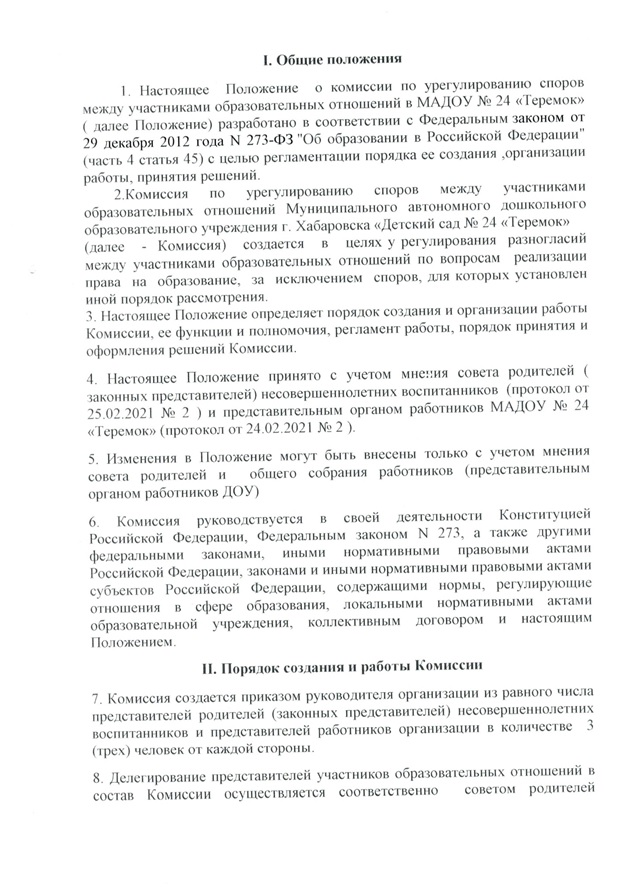 I. Общие положения
1. Настоящее Положение о комиссии по урегулированию споров
между участниками образовательных отношений в МАДОУ № 24 «Теремок»
( далее Положение) разработано в соответствии с Федеральным законом от
29 декабря 2012 года N 273-ФЗ "Об образовании в Российской Федерации"
(часть 4 статья 45) с целью регламентации порядка ее создания ,организации
работы, принятия решений.
2.Комиссия по урегулированию споров между участниками
образовательных отношений Муниципального автономного дошкольного
образовательного учреждения г. Хабаровска «Детский сад № 24 «Теремок»
(далее - Комиссия) создается в целях у регулирования разногласий
между участниками образовательных отношений по вопросам реализации
права на образование, за исключением споров, для которых установлен
иной порядок рассмотрения.
3. Настоящее Положение определяет порядок создания и организации работы
Комиссии, ее функции и полномочия, регламент работы, порядок принятия и
оформления решений Комиссии.
4. Настоящее Положение принято с учетом мнения совета родителей (
законных представителей) несовершеннолетних воспитанников (протокол от
25.02.2021 № 2 ) и представительным органом работников МАДОУ № 24
«Теремок» (протокол от 24.02.2021 № 2 ).
5. Изменения в Положение могут быть внесены только с учетом мнения
совета родителей и общего собрания работников (представительным
органом работников ДОУ)
6. Комиссия руководствуется в своей деятельности Конституцией
Российской Федерации, Федеральным законом N 273, а также другими
федеральными законами, иными нормативными правовыми актами
Российской Федерации, законами и иными нормативными правовыми актами
субъектов Российской Федерации, содержащими нормы, регулирующие
отношения в сфере образования, локальными нормативными актами
образовательной учреждения, коллективным договором и настоящим
Положением.
II. Порядок создания и работы Комиссии
7. Комиссия создается приказом руководителя организации из равного числа
представителей родителей (законных представителей) несовершеннолетних
воспитанников и представителей работников организации в количестве 3
(трех) человек от каждой стороны.
8. Делегирование представителей участников образовательных отношений в
состав Комиссии осуществляется соответственно советом родителей